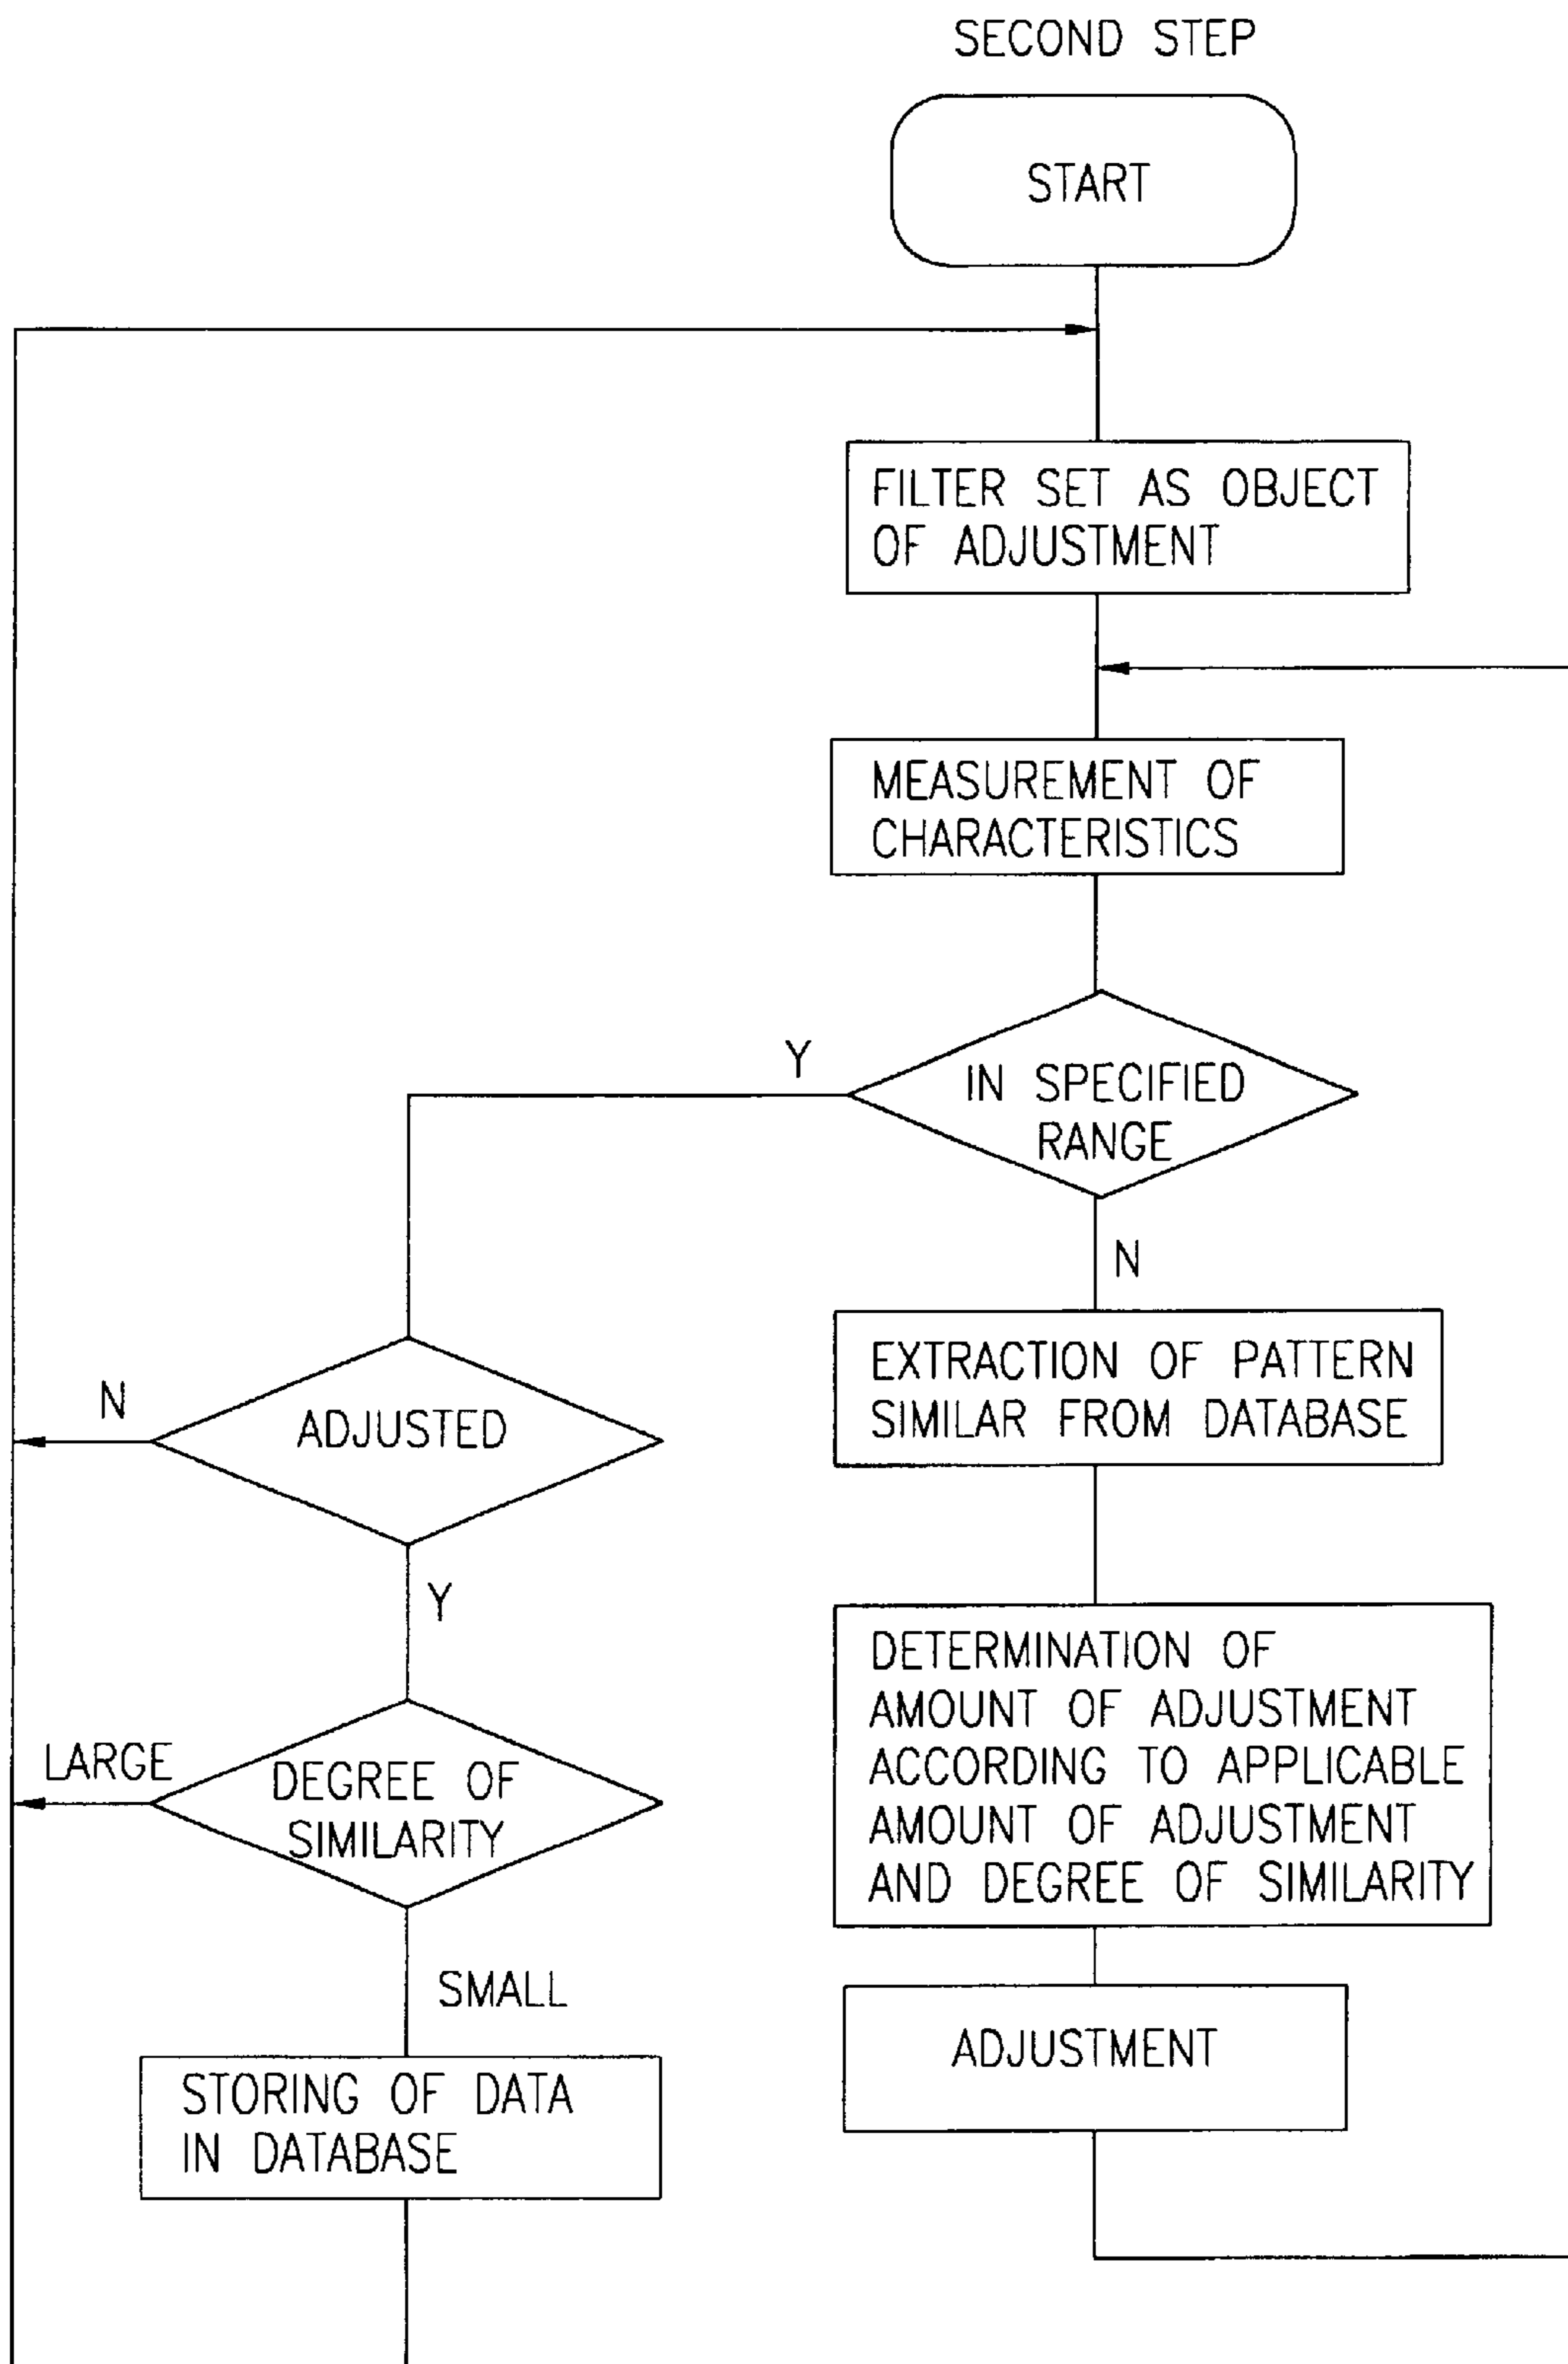 SECOND STEP
START
FILTER SET AS OBJECT
OF ADJUSTMENT
MEASUREMENT OF
CHARACTERISTICS
Y
IN SPECIFIED
RANGE
N
EXTRACTION OF PATTERN
SIMILAR FROM DATABASE
N
ADJUSTED
Y
DETERMINATION OF
AMOUNT OF ADJUSTMENT
ACCORDING TO APPLICABLE
AMOUNT OF ADJUSTMENT
AND DEGREE OF SIMILARITY
LARGE
DEGREE OF
SIMILARITY
SMALL
ADJUSTMENT
STORING OF DATA
IN DATABASE